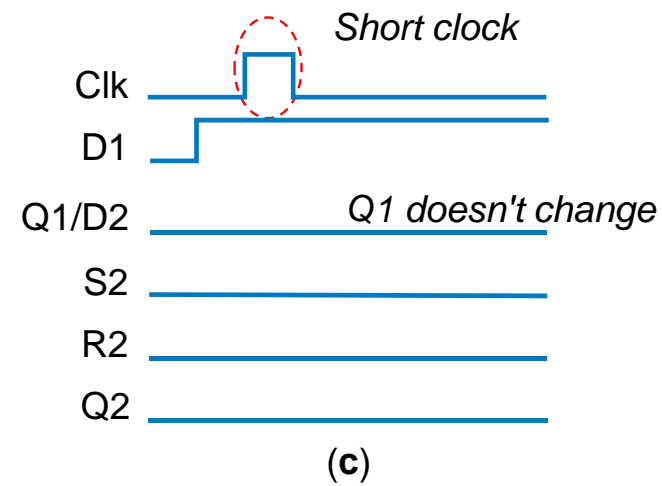 Short clock
Clk
D1
Q1/D2 Q1 doesn't change
S2
R2
Q2
(c)